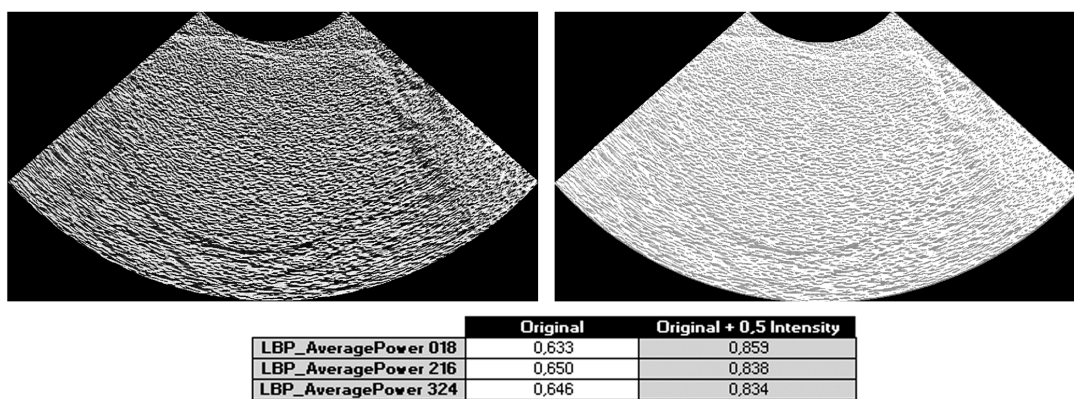 Original Original + 0,5 Intensity
LBP_AveragePower 018 0,633 0,859
LBP_AveragePower 216 0,650 0,838
LBP_AveragePower 324 0,646 0,834